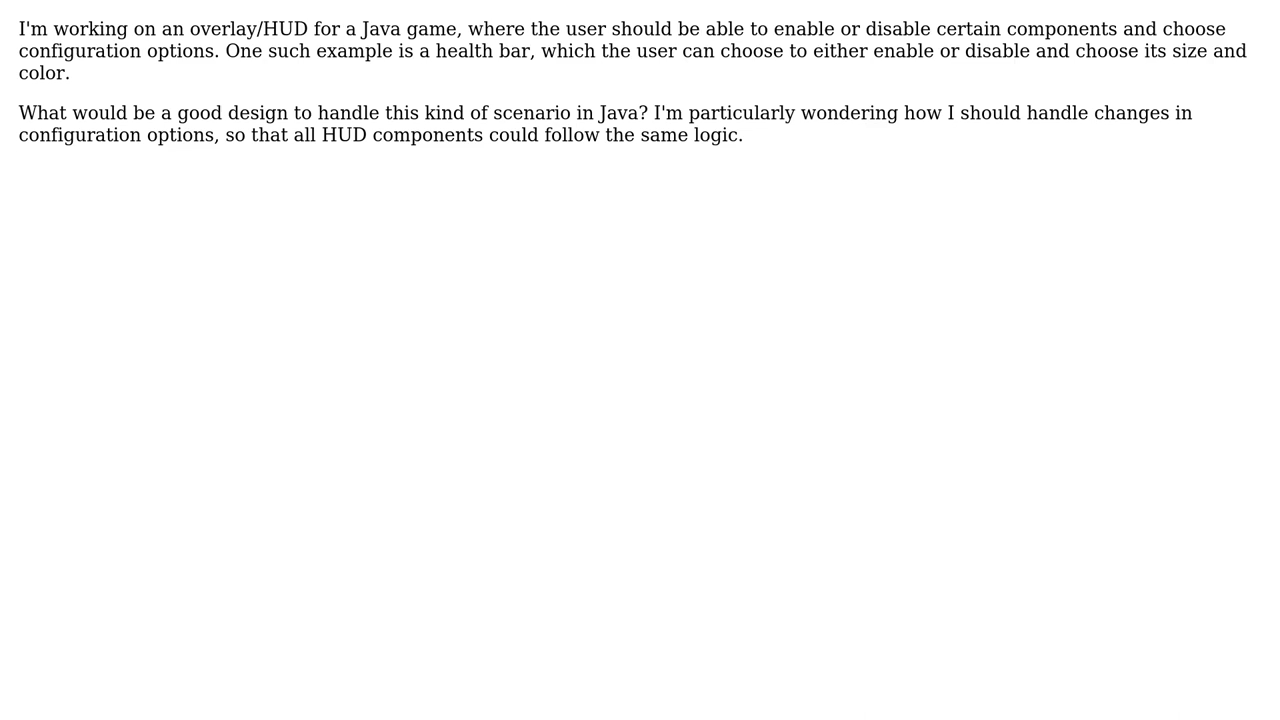 I'm working on an overlay/HUD for a Java game, where the user should be able to enable or disable certain components and choose
configuration options. One such example is a health bar, which the user can choose to either enable or disable and choose its size and
color.
What would be a good design to handle this kind of scenario in Java? I'm particularly wondering how I should handle changes in
configuration options, so that all HUD components could follow the same logic.